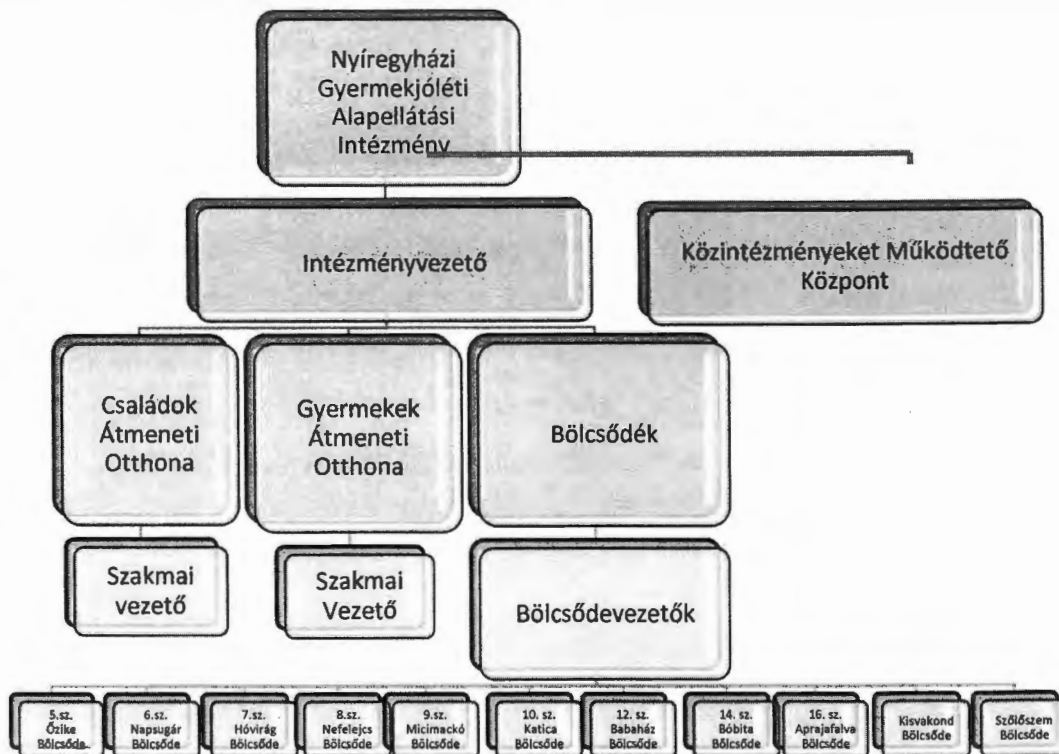 Nyíregyházi
Gyermekjóléti
Alapellátási
Intézmény
Intézményvezető
Közintézményeket Működtető
Központ
Családok
Átmeneti
Otthona
Gyermekek
Átmeneti
Otthona
Bölcsődék
Szakmai
vezető
Szakmai
Vezető
Bölcsődevezetők
5.sz.
Őzike
Bölcsőde.
6.sz.
Napsugár
Bölcsőde
7.sz.
Hóvirág
Bölcsőde
8.sz.
Nefelejcs
Bölcsőde
9.sz.
Micimackó
Bölcsőde
10. sz.
Katica
Bölcsőde
12. sz.
Babaház
Bölcsőde
14. sz.
Bóbita
Bölcsőde
16. sz.
Aprajafalva
Bölcsőde
Kisvakond
Bölcsőde
Szőlőszem
Bölcsőde